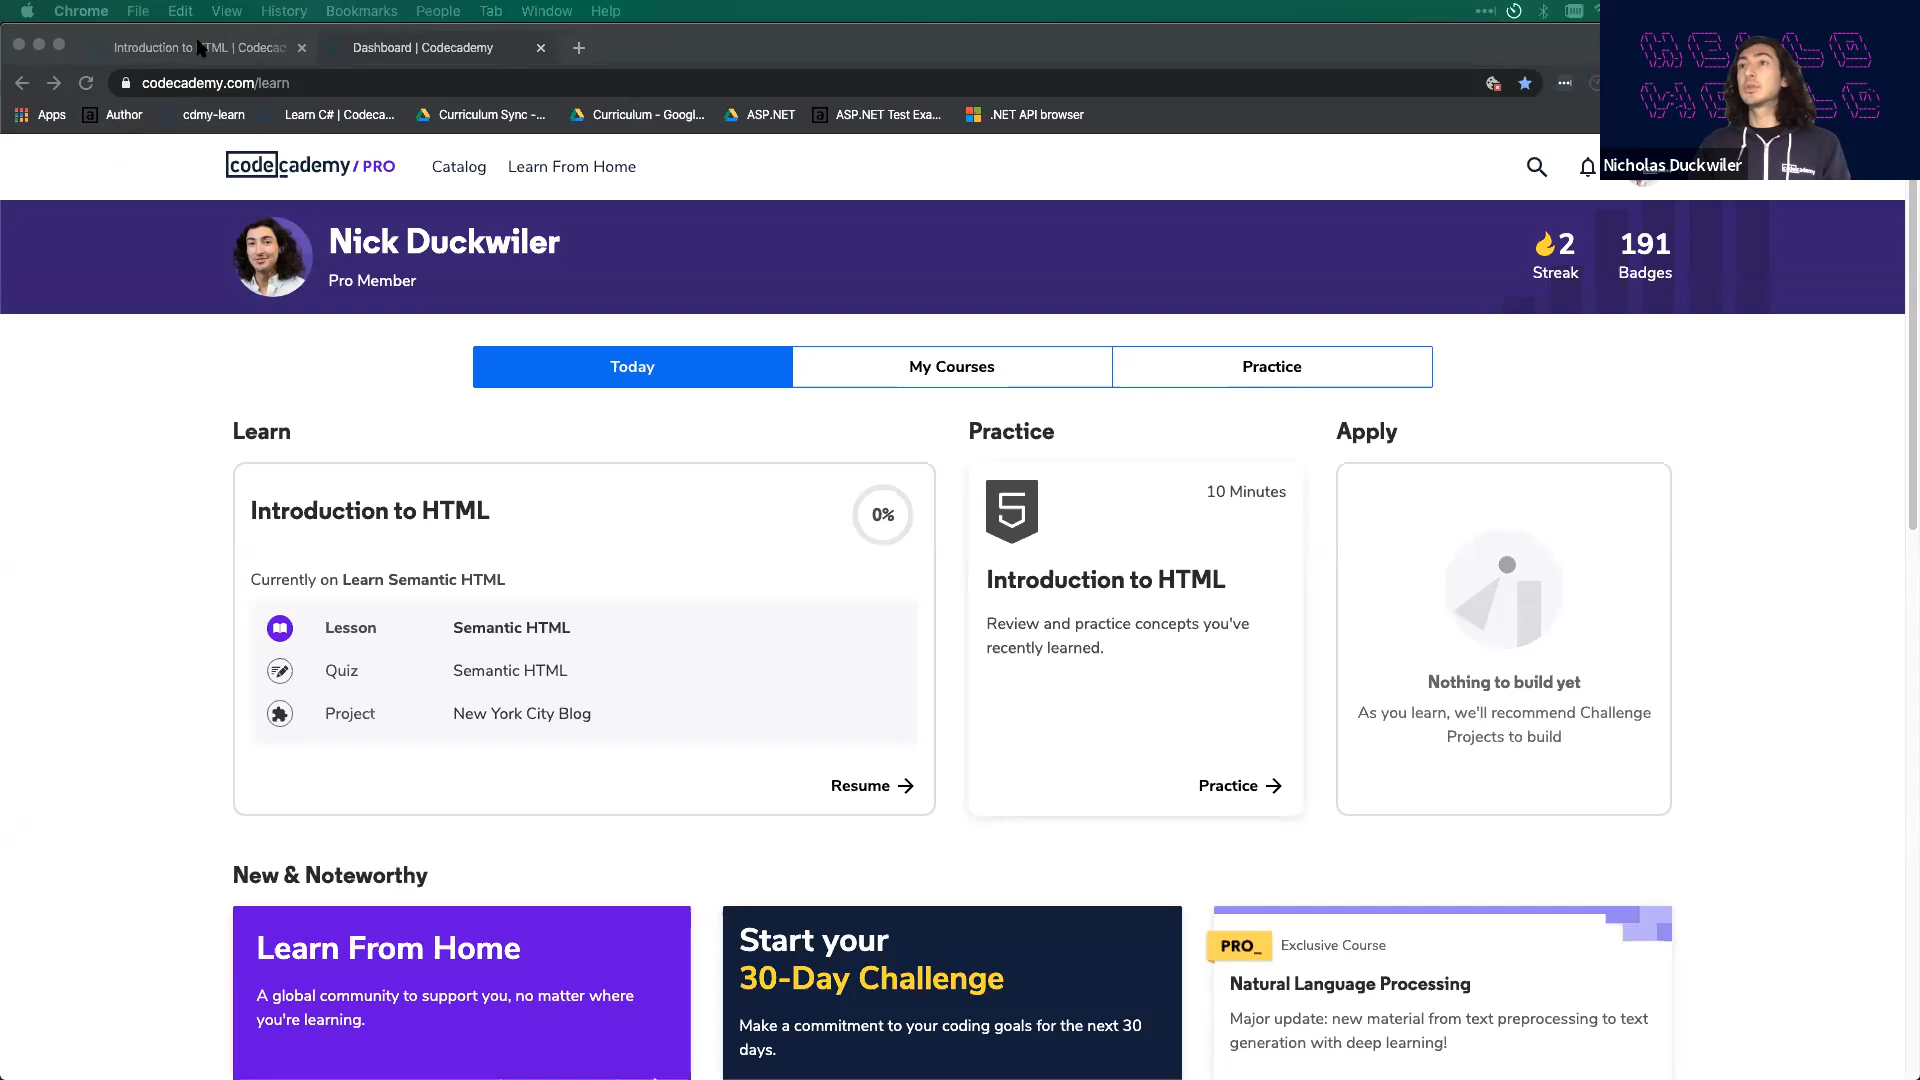 Chrome File Edit View History Bookmarks People Tab Window Help
Introduction to HTML | Codecac
Dashboard | Codecademy
codecademy.com/learn
Apps
Author
cdmy-learn
Learn C# | Codeca...
Curriculum Sync -...
Curriculum - Googl...
ASP.NET
ASP.NET Test Exa...
.NET API browser
codecademy / PRO
Catalog
Learn From Home
Nicholas Duckwiler
Nick Duckwiler
Pro Member
2
Streak
191
Badges
Today
My Courses
Practice
Learn
Introduction to HTML
0%
Currently on Learn Semantic HTML
Lesson Semantic HTML
Quiz Semantic HTML
Project New York City Blog
Resume
Practice
10 Minutes
Introduction to HTML
Review and practice concepts you've
recently learned.
Practice
Apply
Nothing to build yet
As you learn, we'll recommend Challenge
Projects to build
New & Noteworthy
Learn From Home
A global community to support you, no matter where
you're learning.
Start your
30-Day Challenge
Make a commitment to your coding goals for the next 30
days.
PRO_
Exclusive Course
Natural Language Processing
Major update: new material from text preprocessing to text
generation with deep learning!